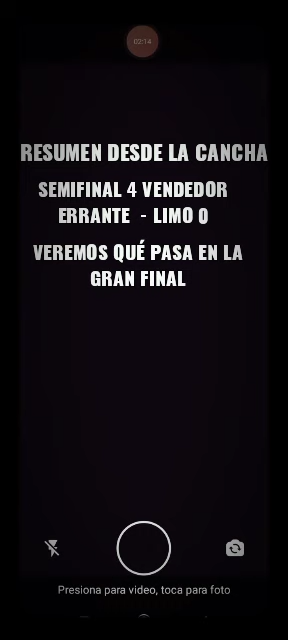 02:14
RESUMEN DESDE LA CANCHA
SEMIFINAL 4 VENDEDOR
ERRANTE - LIMO 0
VEREMOS QUÉ PASA EN LA
GRAN FINAL
Presiona para video, toca para foto